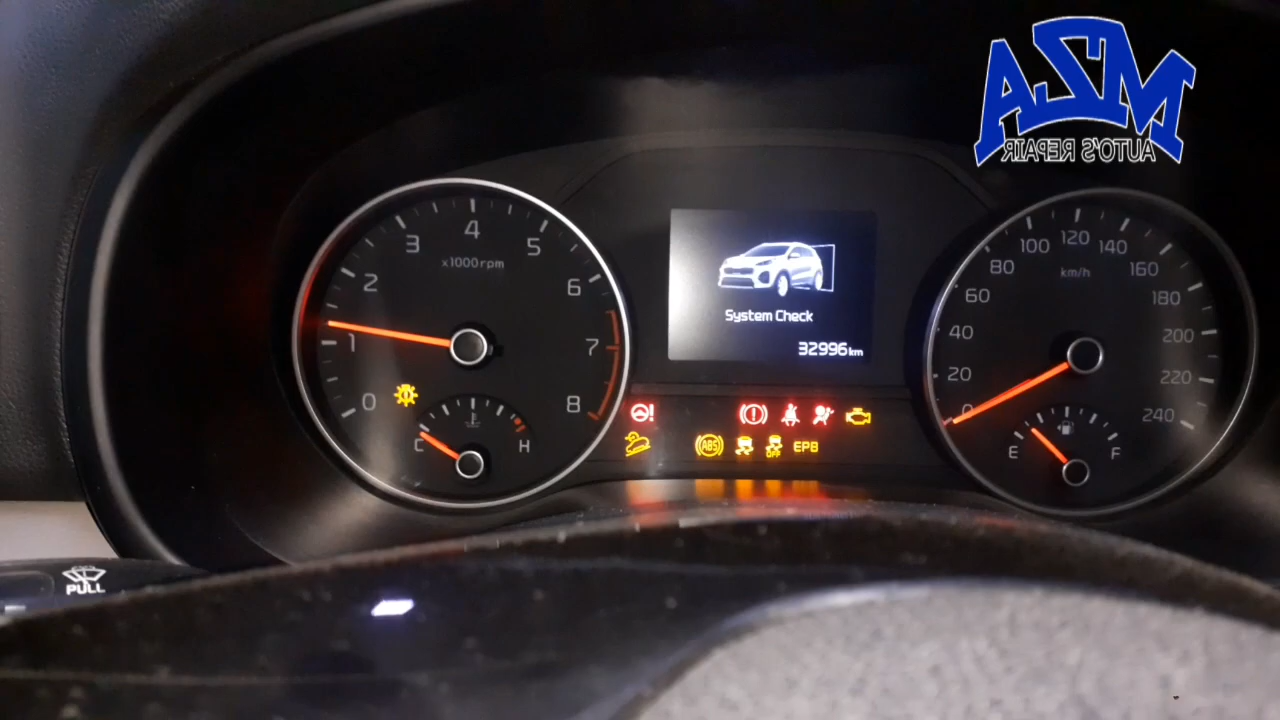 MZA
AUTO'S REPAIR
0 1 2 3 4 5 6 7 8
x1000rpm
C H
System Check
32996km
ABS OFF EPB
0 20 40 60 80 100 120 140 160 180 200 220 240
km/h
E F
PULL